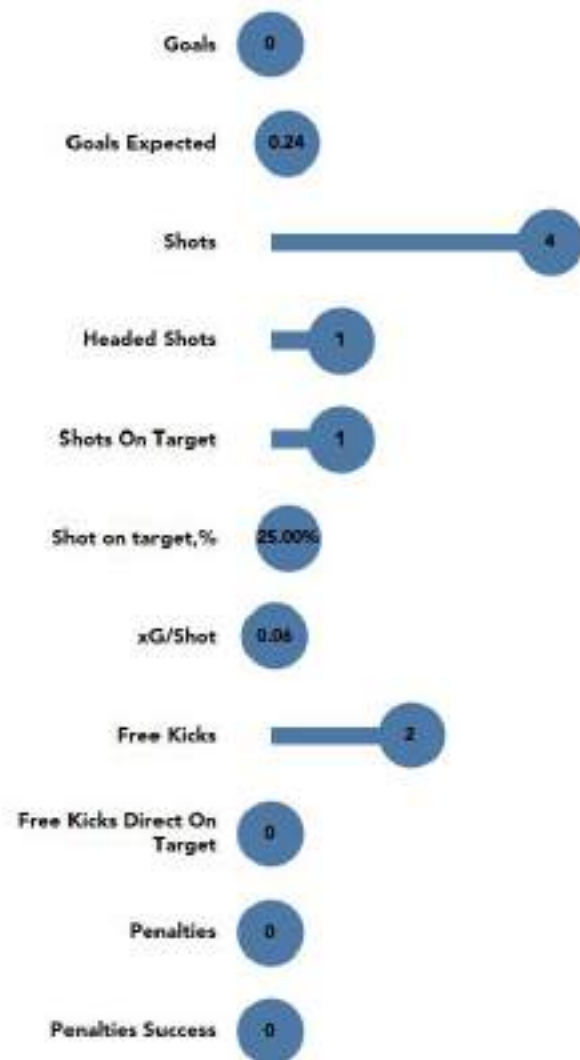 Goals 0
Goals Expected 0.24
Shots 4
Headed Shots 1
Shots On Target 1
Shot on target,% 25.00%
xG/Shot 0.06
Free Kicks 2
Free Kicks Direct On
Target 0
Penalties 0
Penalties Success 0